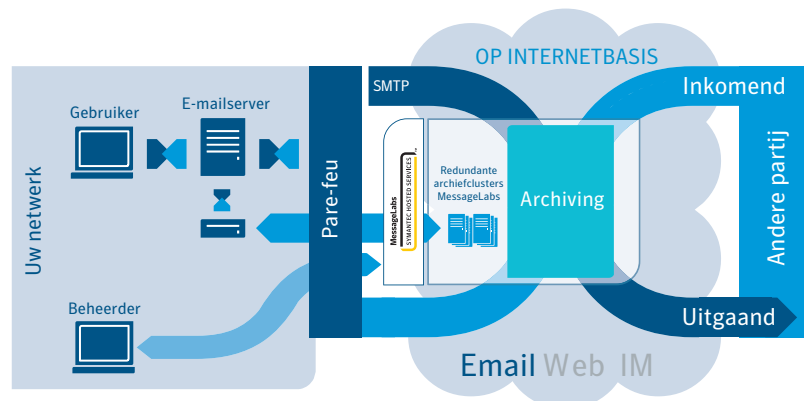 OP INTERNETBASIS
SMTP
Inkomend
Gebruiker
E-mailserver
Uw netwerk
Pare-feu
MessageLabs
SYMANTEC HOSTED SERVICES
Redundante
archiefclusters
MessageLabs
Archiving
Andere partij
Beheerder
Uitgaand
Email Web IM